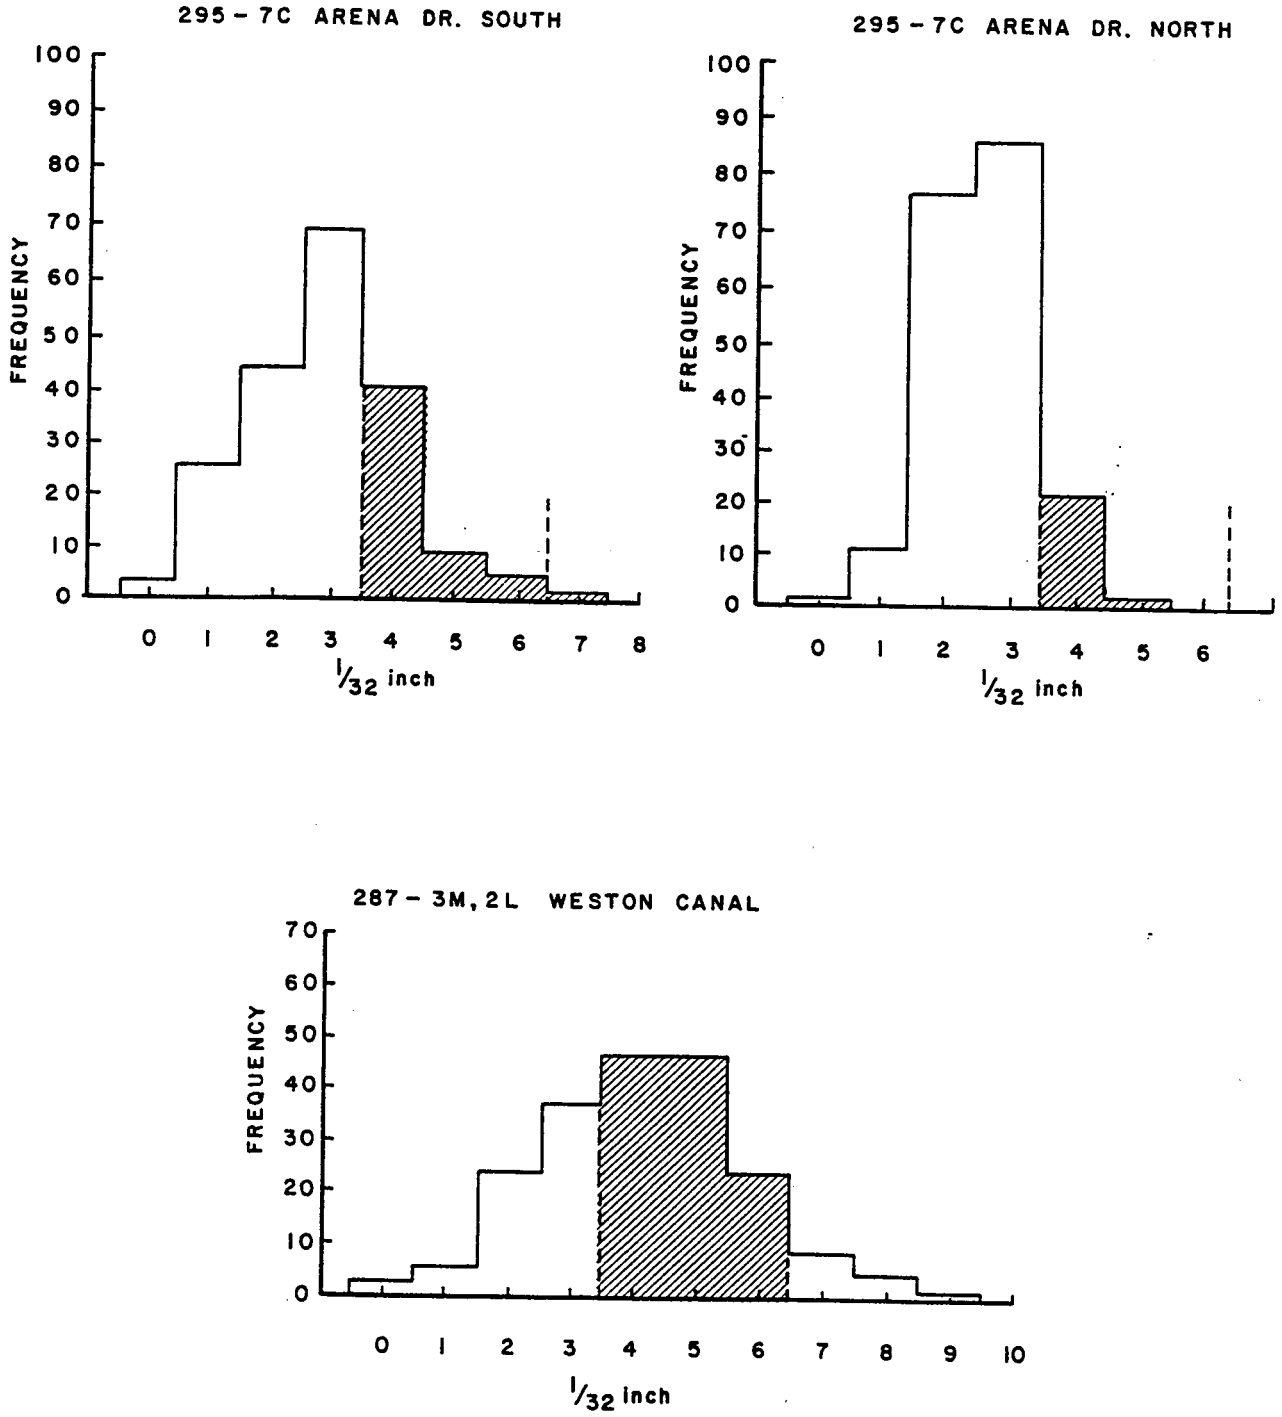 295-7C ARENA DR. SOUTH
100
90
80
70
60
50
40
30
20
10
0
FREQUENCY
0 1 2 3 4 5 6 7 8
1/32 inch
295-7C ARENA DR. NORTH
100
90
80
70
60
50
40
30
20
10
0
FREQUENCY
0 1 2 3 4 5 6
1/32 inch
287-3M,2L WESTON CANAL
70
60
50
40
30
20
10
0
FREQUENCY
0 1 2 3 4 5 6 7 8 9 10
1/32 inch